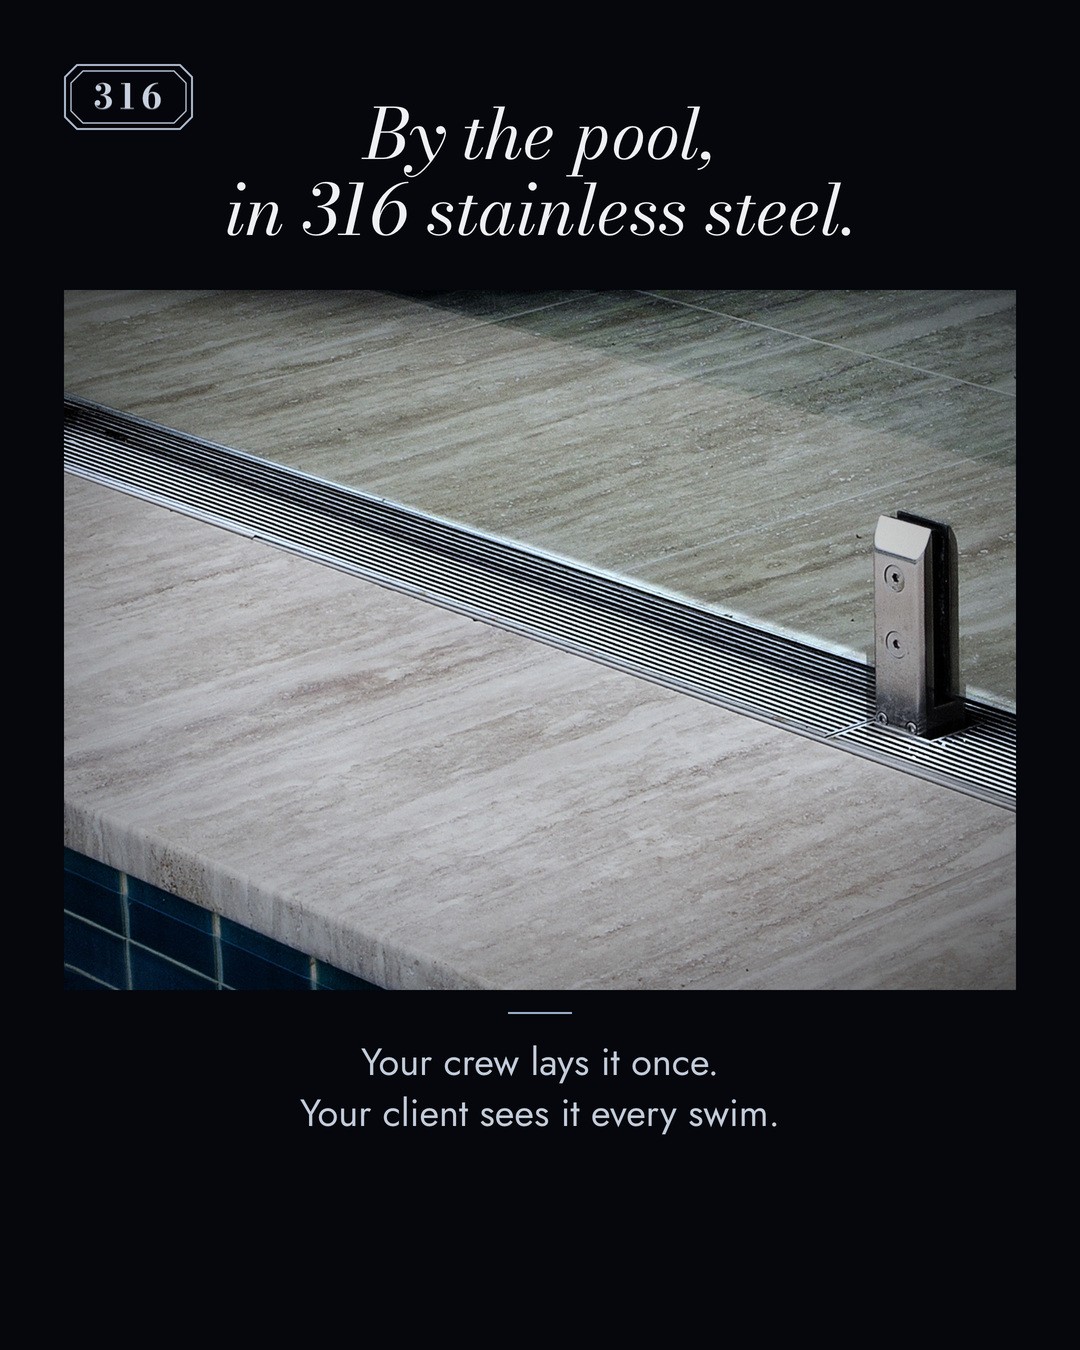 316
By the pool,
in 316 stainless steel.
Your crew lays it once.
Your client sees it every swim.